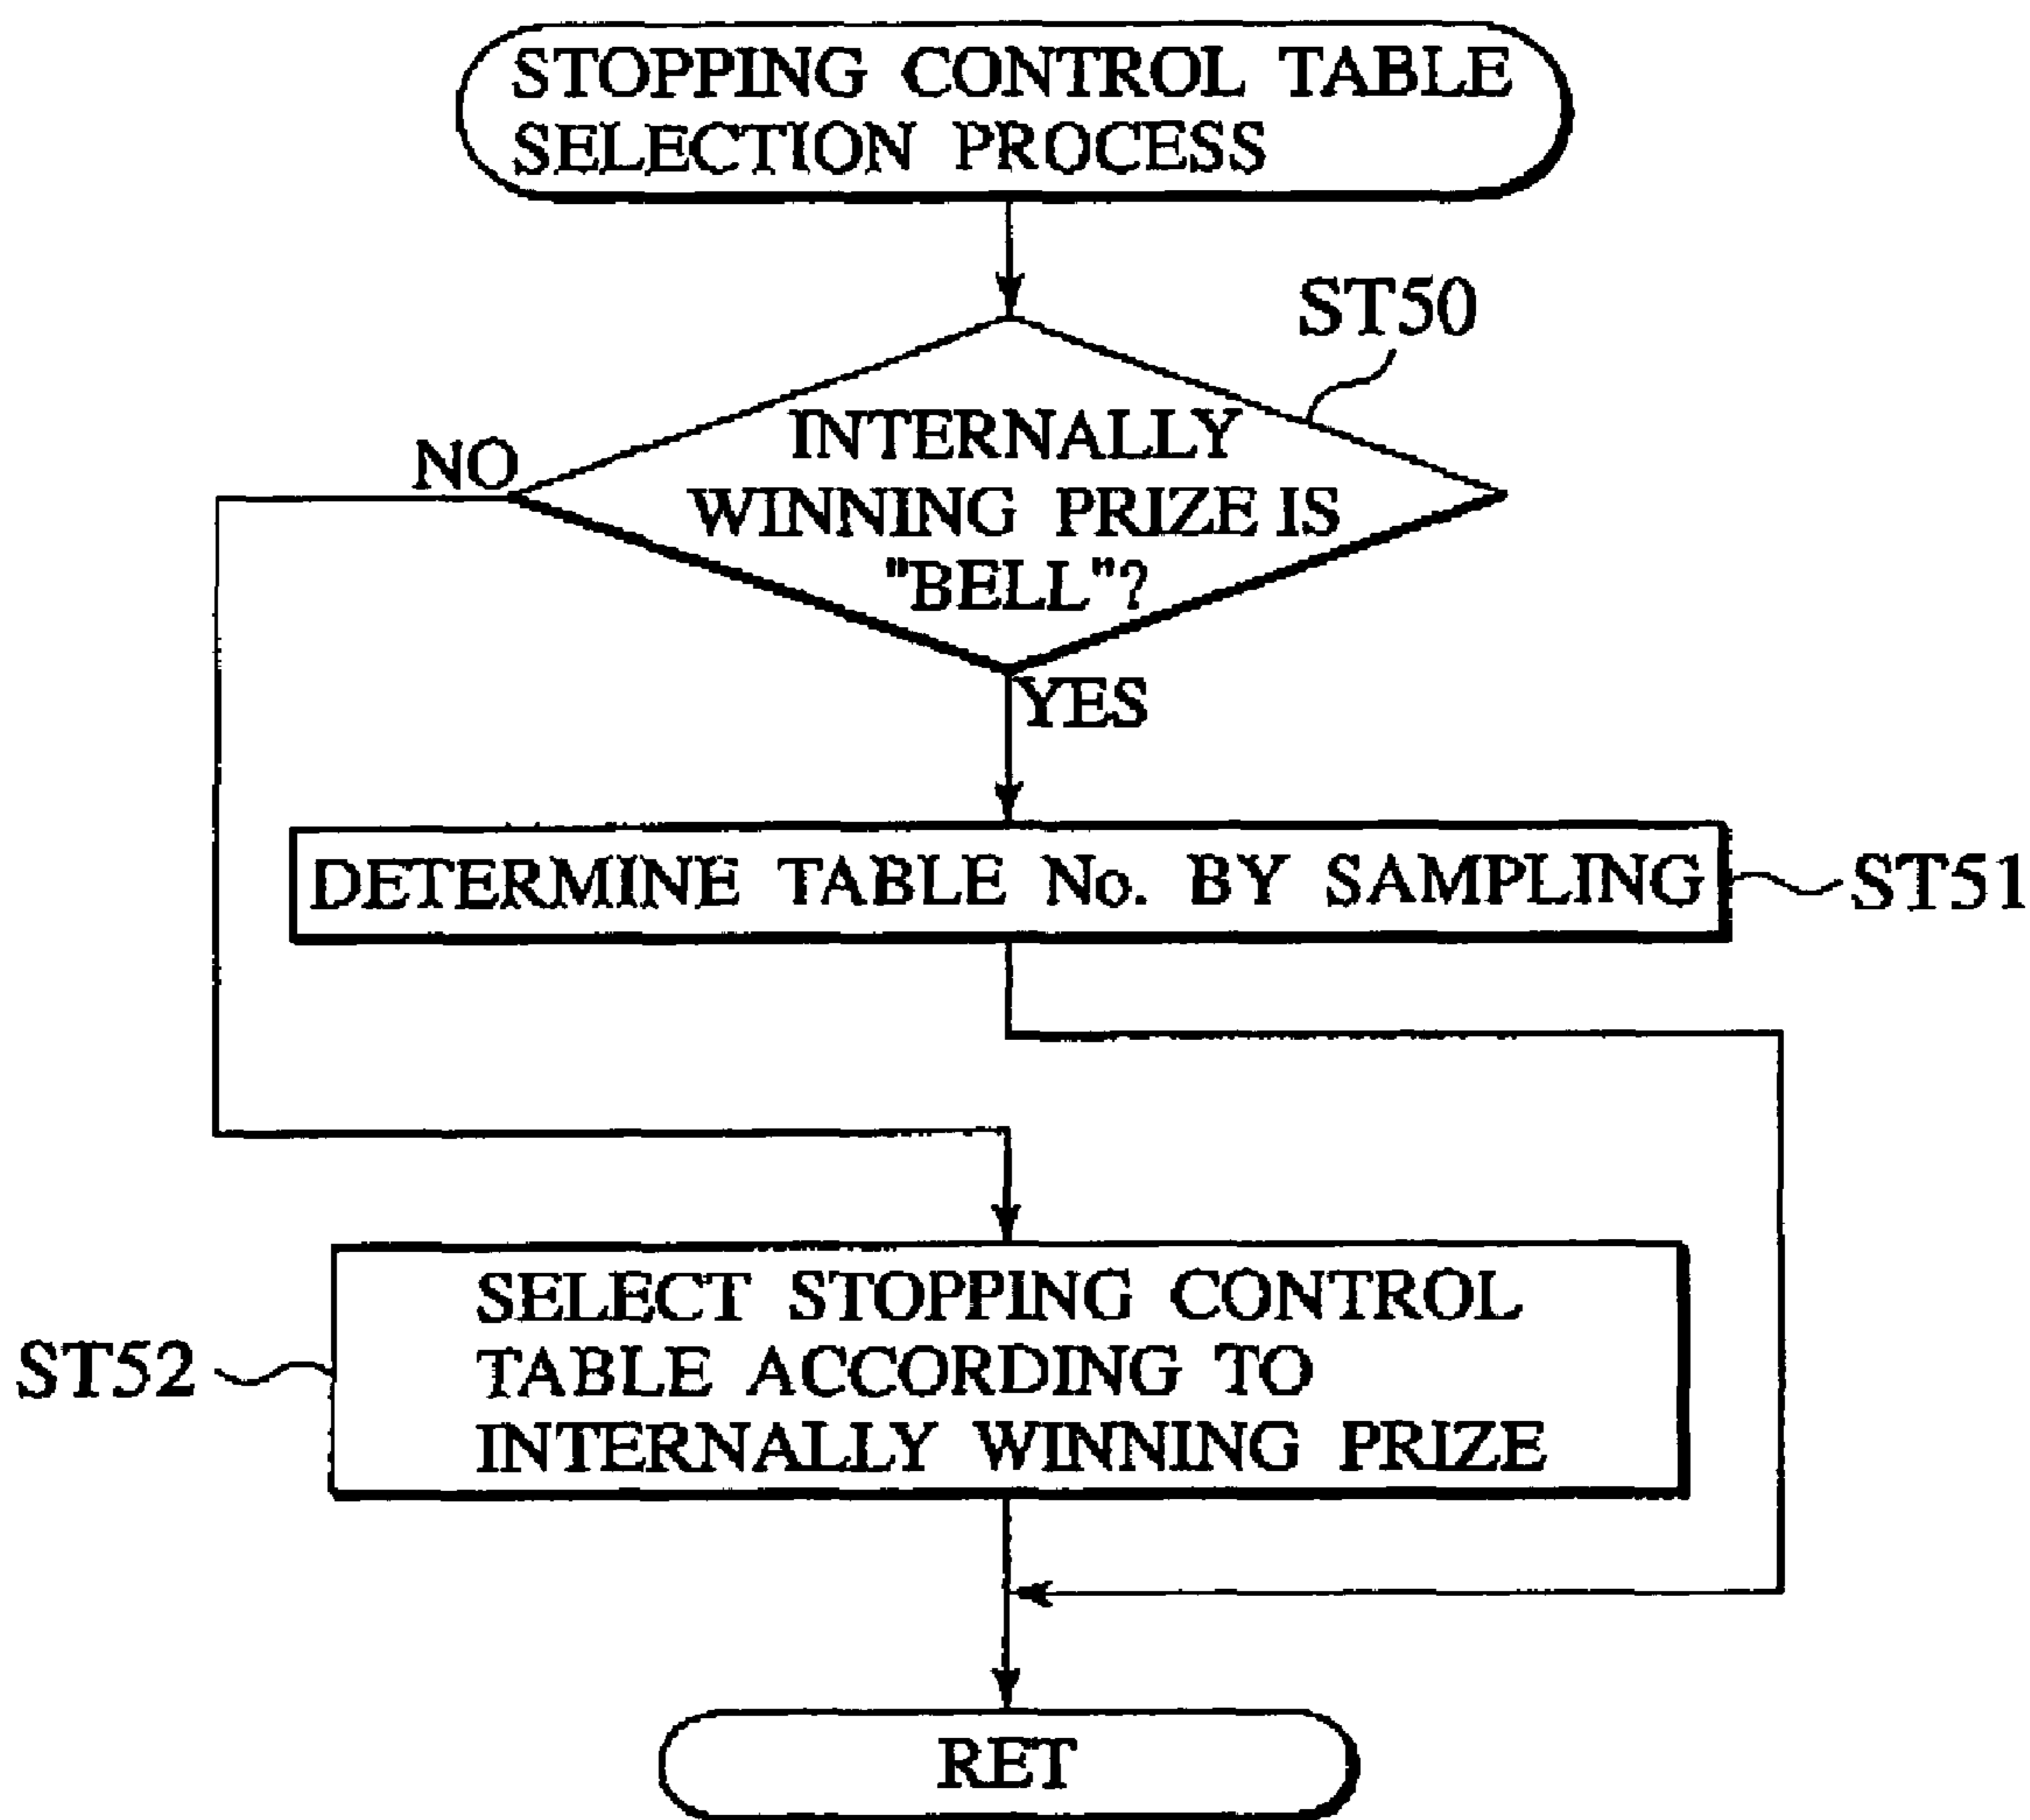 STOPPING CONTROL TABLE
SELECTION PROCESS
ST50
INTERNALLY
WINNING PRIZE IS
"BELL"?
NO
YES
DETERMINE TABLE No. BY SAMPLING
ST51
SELECT STOPPING CONTROL
TABLE ACCORDING TO
INTERNALLY WINNING PRIZE
ST52
RET